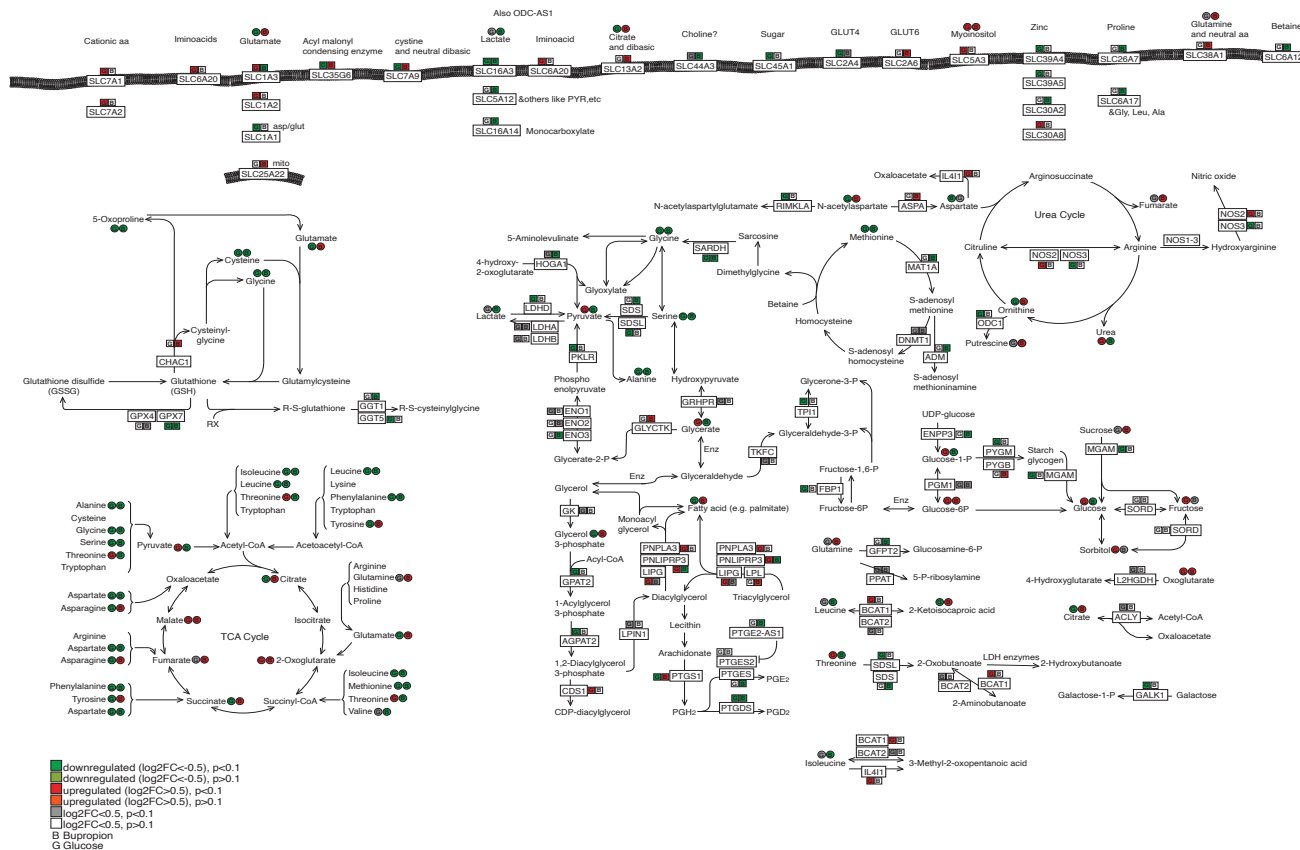 Also ODC-AS1
Cationic aa
Iminoacids
Glutamate
Acyl malonyl
condensing enzyme
cystine
and neutral dibasic
Lactate
Iminoacid
Citrate
and dibasic
Choline?
Sugar
GLUT4
GLUT6
Myoinositol
Zinc
Proline
Glutamine
and neutral aa
Betaine
SLC7A1
SLC6A20
SLC1A3
SLC35G6
SLC7A9
SLC16A3
SLC6A20
SLC13A2
SLC44A3
SLC45A1
SLC2A4
SLC2A6
SLC5A3
SLC39A4
SLC26A7
SLC38A1
SLC6A12
SLC7A2
SLC1A2
SLC5A12
&others like PYR,etc
SLC39A5
SLC6A17
&Gly, Leu, Ala
asp/glut
SLC1A1
SLC16A14
Monocarboxylate
SLC30A2
SLC30A8
mito
SLC25A22
5-Oxoproline
Glutamate
Cysteine
Glycine
Cysteinyl-
glycine
CHAC1
Glutathione disulfide
(GSSG)
Glutathione
(GSH)
Glutamylcysteine
GPX4
GPX7
RX
R-S-glutathione
GGT1
GGT5
R-S-cysteinylglycine
5-Aminolevulinate
Glycine
Sarcosine
SARDH
4-hydroxy-
2-oxoglutarate
HOGA1
Glyoxylate
Dimethylglycine
Lactate
LDHD
LDHA
LDHB
Pyruvate
SDS
SDSL
Serine
PKLR
Alanine
Phospho
enolpyruvate
Hydroxypyruvate
GRHPR
ENO1
ENO2
ENO3
GLYCTK
Glycerate
Enz
Glycerate-2-P
Enz
Glyceraldehyde
Oxaloacetate
IL4I1
N-acetylaspartylglutamate
RIMKLA
N-acetylaspartate
ASPA
Aspartate
Methionine
MAT1A
S-adenosyl
methionine
Betaine
Homocysteine
DNMT1
S-adenosyl
homocysteine
ADM
S-adenosyl
methioninamine
Arginosuccinate
Fumarate
Urea Cycle
Citruline
NOS2
NOS3
Arginine
NOS1-3
Hydroxyarginine
Nitric oxide
NOS2
NOS3
Ornithine
ODC1
Putrescine
Urea
Glycerone-3-P
TPI1
Glyceraldehyde-3-P
TKFC
Fructose-1,6-P
FBP1
Fructose-6P
Enz
UDP-glucose
ENPP3
Glucose-1-P
PYGM
PYGB
Starch
glycogen
MGAM
PGM1
Glucose-6P
Glucose
Sucrose
MGAM
SORD
Fructose
SORD
Sorbitol
Isoleucine
Leucine
Threonine
Tryptophan
Leucine
Lysine
Phenylalanine
Tryptophan
Tyrosine
Alanine
Cysteine
Glycine
Serine
Threonine
Tryptophan
Pyruvate
Acetyl-CoA
Acetoacetyl-CoA
Oxaloacetate
Citrate
Aspartate
Asparagine
Arginine
Glutamine
Histidine
Proline
Malate
Isocitrate
TCA Cycle
Glutamate
Arginine
Aspartate
Asparagine
Fumarate
2-Oxoglutarate
Phenylalanine
Tyrosine
Aspartate
Succinate
Succinyl-CoA
Isoleucine
Methionine
Threonine
Valine
Glycerol
GK
Monoacyl
glycerol
Fatty acid (e.g. palmitate)
Glycerol
3-phosphate
Acyl-CoA
GPAT2
PNPLA3
PNLIPRP3
LIPG
PNPLA3
PNLIPRP3
LIPG
LPL
1-Acylglycerol
3-phosphate
Diacylglycerol
Triacylglycerol
AGPAT2
LPIN1
Lecithin
PTGE2-AS1
1,2-Diacylglycerol
3-phosphate
Arachidonate
PTGES2
CDS1
PTGS1
PTGES
PGE2
CDP-diacylglycerol
PGH2
PTGDS
PGD2
Glutamine
GFPT2
Glucosamine-6-P
PPAT
5-P-ribosylamine
Leucine
BCAT1
BCAT2
2-Ketoisocaproic acid
Threonine
SDSL
SDS
2-Oxobutanoate
LDH enzymes
2-Hydroxybutanoate
BCAT2
BCAT1
2-Aminobutanoate
Isoleucine
BCAT1
BCAT2
IL4I1
3-Methyl-2-oxopentanoic acid
4-Hydroxyglutarate
L2HGDH
Oxoglutarate
Citrate
ACLY
Acetyl-CoA
Oxaloacetate
Galactose-1-P
GALK1
Galactose
downregulated (log2FC<-0.5), p<0.1
downregulated (log2FC<-0.5), p>0.1
upregulated (log2FC>0.5), p<0.1
upregulated (log2FC>0.5), p>0.1
log2FC<0.5, p<0.1
log2FC<0.5, p>0.1
B Bupropion
G Glucose